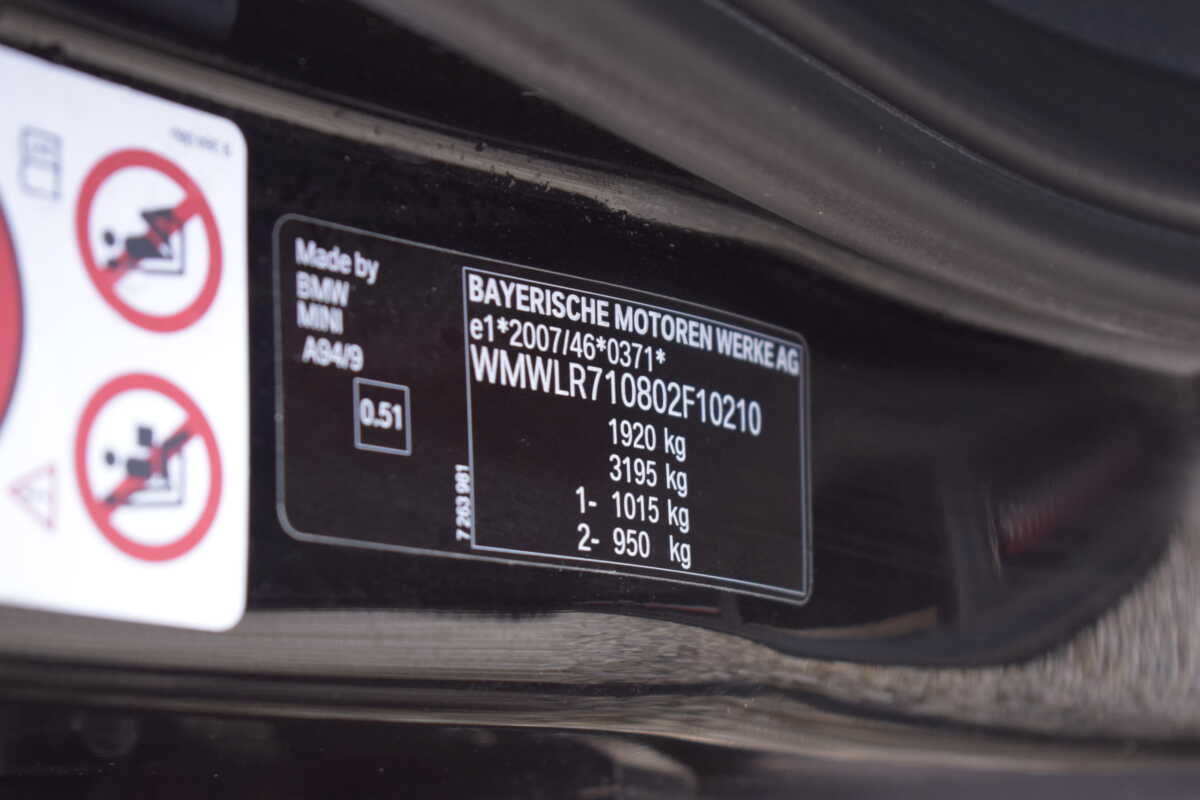 Made by
BMW
MINI
A94/9
0.51
7 263 961
BAYERISCHE MOTOREN WERKE AG
e1*2007/46*0371*
WMWLR710802F10210
1920 kg
3195 kg
1- 1015 kg
2- 950 kg